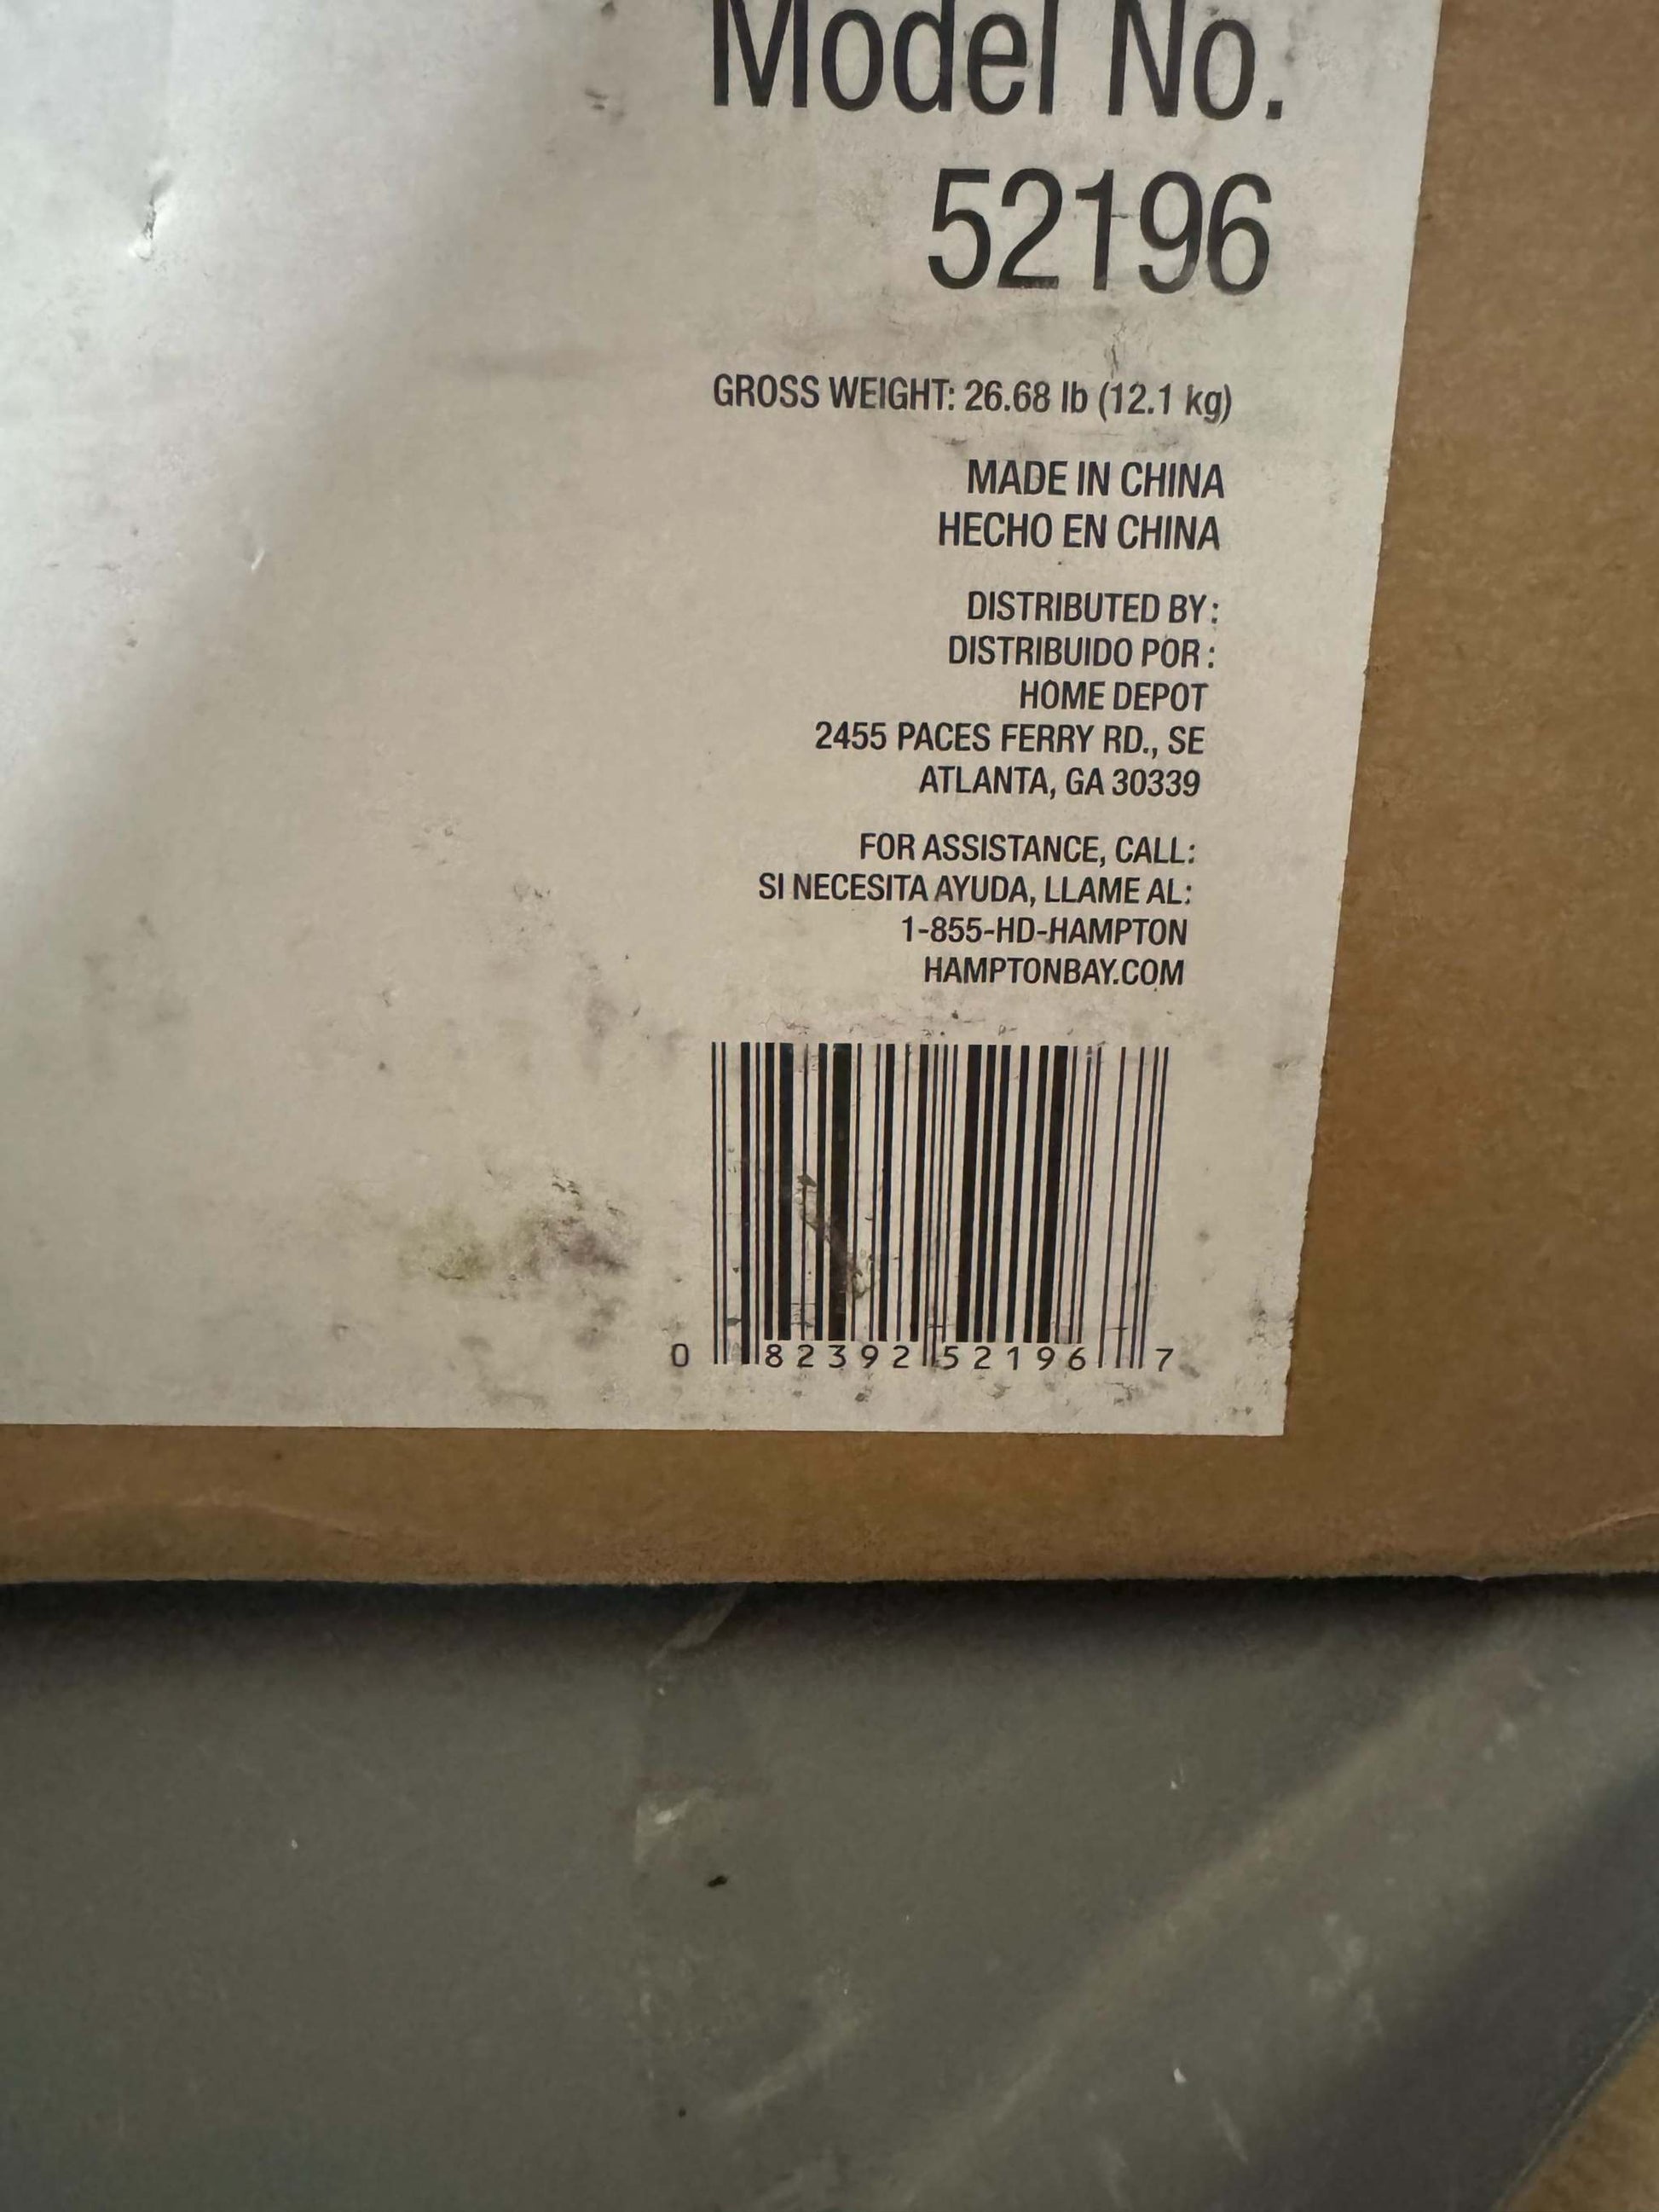 Model No.
52196
GROSS WEIGHT: 26.68 lb (12.1 kg)
MADE IN CHINA
HECHO EN CHINA
DISTRIBUTED BY:
DISTRIBUIDO POR:
HOME DEPOT
2455 PACES FERRY RD., SE
ATLANTA, GA 30339
FOR ASSISTANCE, CALL:
SI NECESITA AYUDA, LLAME AL:
1-855-HD-HAMPTON
HAMPTONBAY.COM
0 82392 52196 7